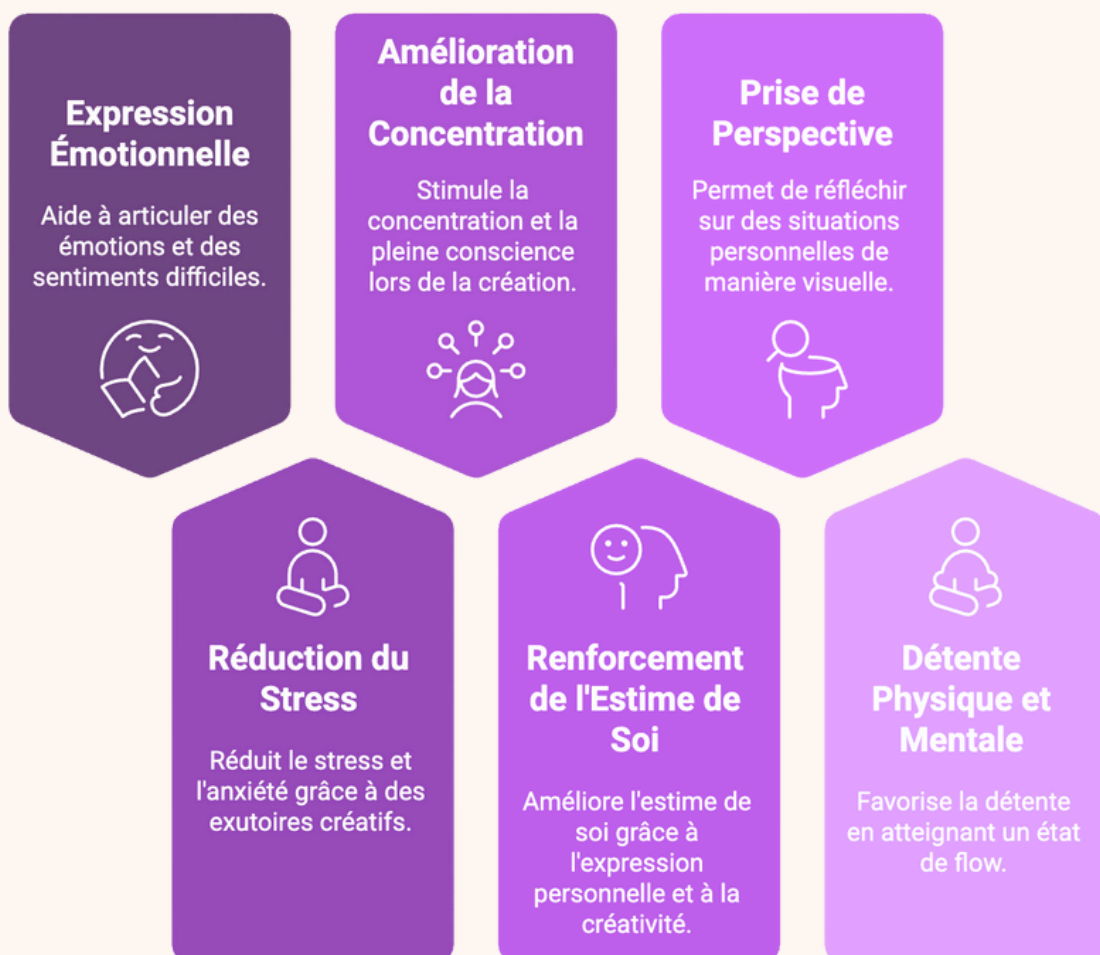 Expression
Émotionnelle
Aide à articuler des
émotions et des
sentiments difficiles.
Amélioration
de la
Concentration
Stimule la
concentration et la
pleine conscience
lors de la création.
Prise de
Perspective
Permet de réfléchir
sur des situations
personnelles de
manière visuelle.
Réduction du
Stress
Réduit le stress et
l'anxiété grâce à des
exutoires créatifs.
Renforcement
de l'Estime de
Soi
Améliore l'estime de
soi grâce à
l'expression
personnelle et à la
créativité.
Détente
Physique et
Mentale
Favorise la détente
en atteignant un état
de flow.